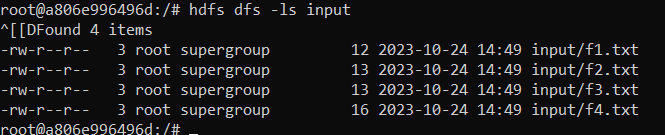 root@a806e996496d:/# hdfs dfs -ls input
^[[DFound 4 items
-rw-r--r--   3 root supergroup         12 2023-10-24 14:49 input/f1.txt
-rw-r--r--   3 root supergroup         13 2023-10-24 14:49 input/f2.txt
-rw-r--r--   3 root supergroup         13 2023-10-24 14:49 input/f3.txt
-rw-r--r--   3 root supergroup         16 2023-10-24 14:49 input/f4.txt
root@a806e996496d:/#